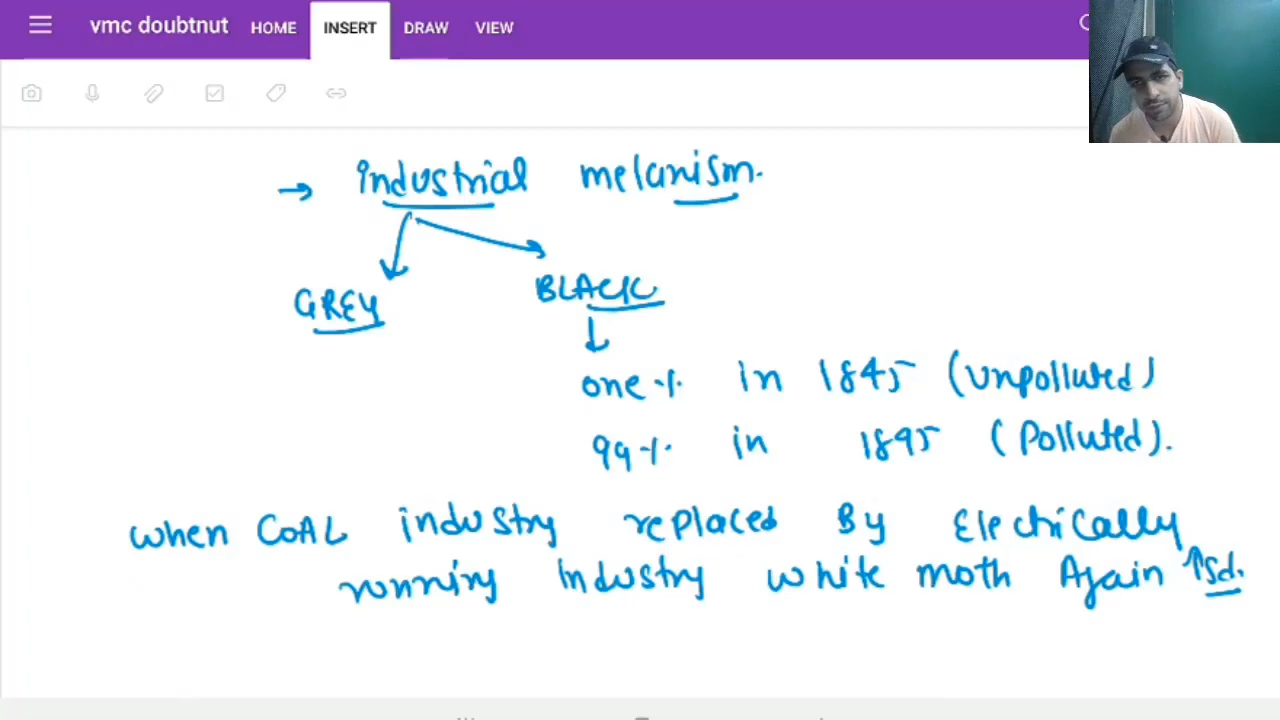 vmc doubtnut HOME INSERT DRAW VIEW
→ industrial melanism.
GREY BLACK
one % in 1845 (unpolluted)
99 % in 1895 (polluted).
when COAL industry replaced By Electrically
running industry white moth Again ↑sd.